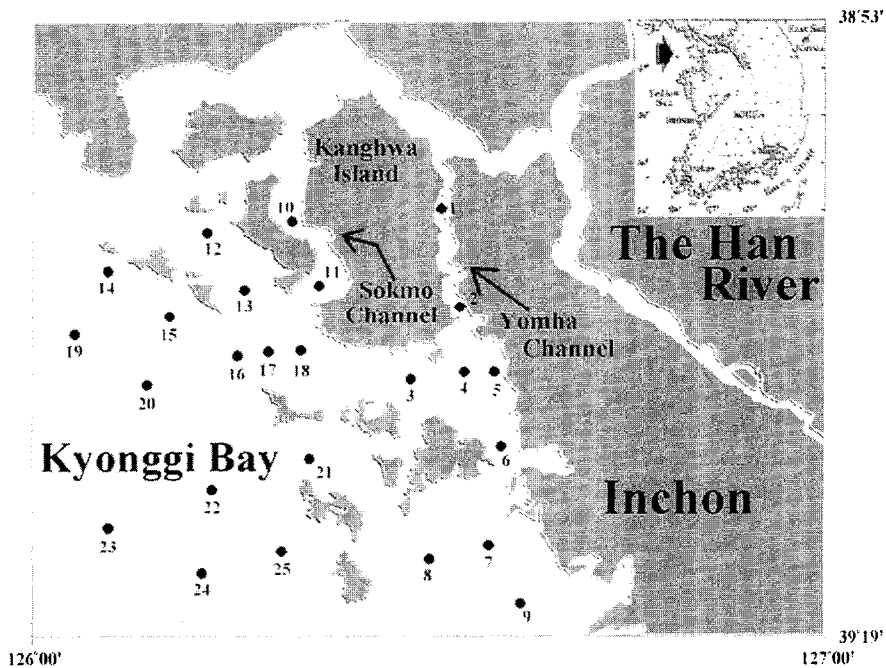 38°53'
Kanghwa
Island
10
1
12
The Han
River
14
11
13
Sokmo
Channel
2
15
Yomha
Channel
19
16
17
18
3
4
5
20
6
Kyonggi Bay
21
22
Inchon
23
25
7
8
24
9
39°19'
126°00'
127°00'